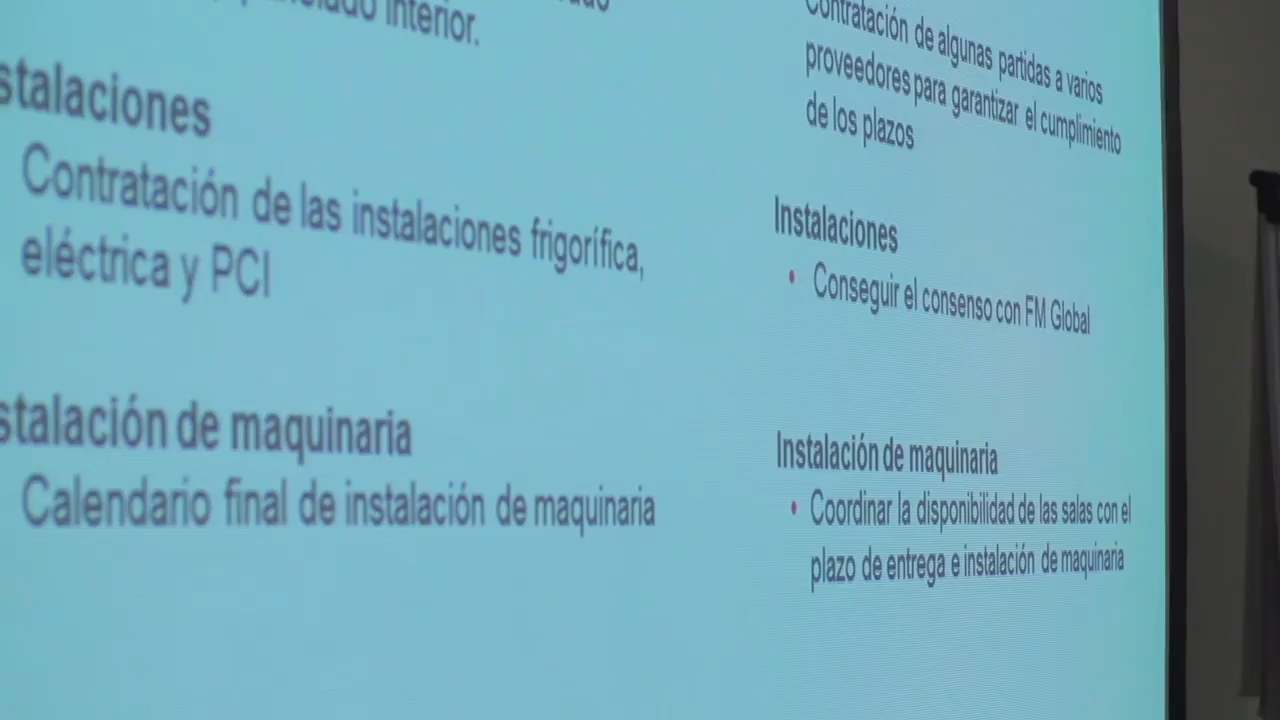 interior.
stalaciones
Contratación de las instalaciones frigorífica,
eléctrica y PCI
stalación de maquinaria
Calendario final de instalación de maquinaria
Contratación de algunas partidas a varios
proveedores para garantizar el cumplimiento
de los plazos
Instalaciones
• Conseguir el consenso con FM Global
Instalación de maquinaria
• Coordinar la disponibilidad de las salas con el
plazo de entrega e instalación de maquinaria